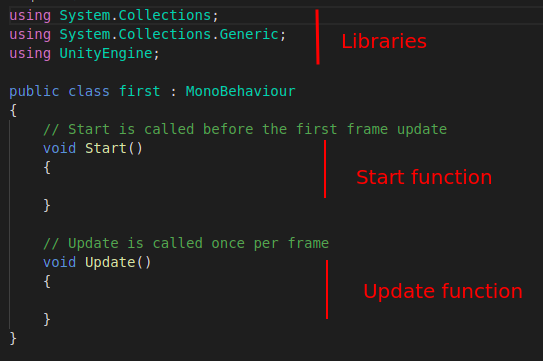 using System.Collections;
using System.Collections.Generic;
using UnityEngine;
Libraries
public class first : MonoBehaviour
{
// Start is called before the first frame update
void Start()
{
Start function
}
// Update is called once per frame
void Update()
{
Update function
}
}